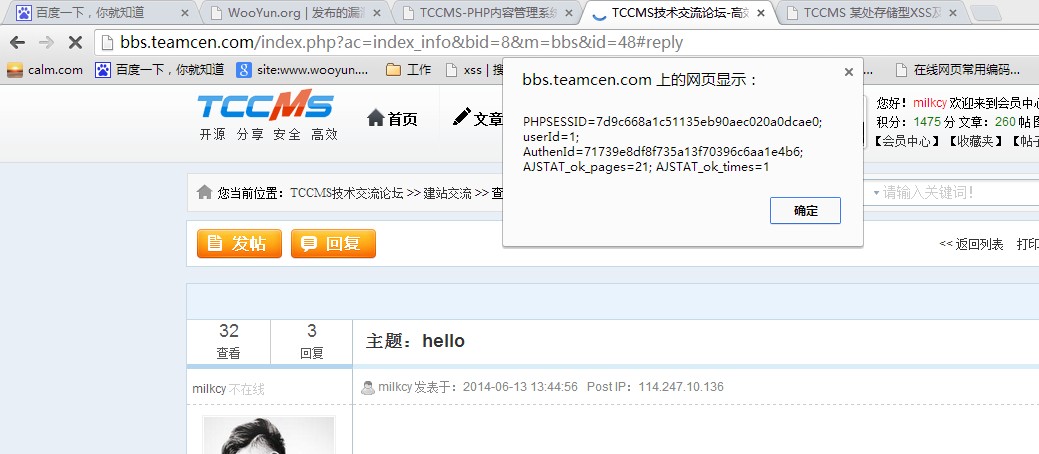 百度一下，你就知道
WooYun.org | 发布的漏
TCCMS-PHP内容管理系统
TCCMS技术交流论坛-高效
TCCMS 某处存储型XSS及
bbs.teamcen.com/index.php?ac=index_info&bid=8&m=bbs&id=48#reply
calm.com
百度一下，你就知道
site:www.wooyun....
工作
xss | 搜
在线网页常用编码...
bbs.teamcen.com 上的网页显示：
PHPSESSID=7d9c668a1c51135eb90aec020a0dcae0;
userId=1;
AuthenId=71739e8df8f735a13f70396c6aa1e4b6;
AJSTAT_ok_pages=21; AJSTAT_ok_times=1
确定
TCCMS
开源 分享 安全 高效
首页
文章
您好！milkcy 欢迎来到会员中心
积分：1475 分 文章：260 帖 图
【会员中心】【收藏夹】【帖子
您当前位置：TCCMS技术交流论坛 >> 建站交流 >> 查
请输入关键词！
发帖
回复
<< 返回列表
打印
32
查看
3
回复
主题：hello
milkcy 不在线
milkcy 发表于：2014-06-13 13:44:56 Post IP：114.247.10.136